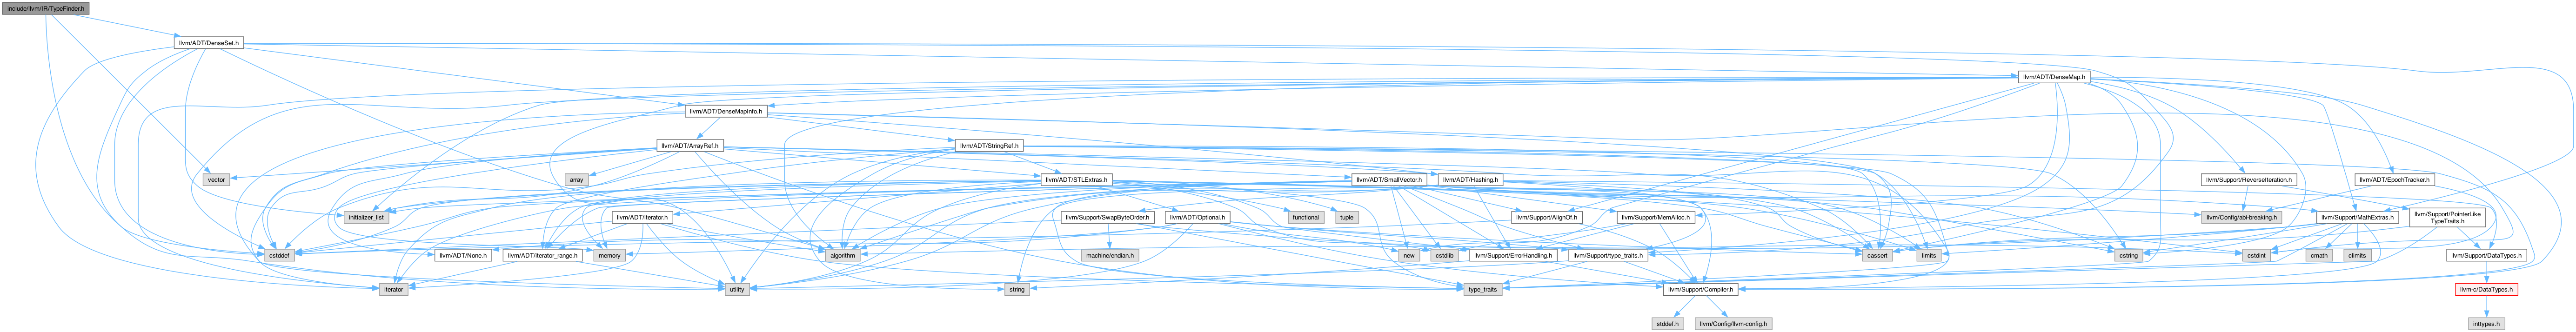 include/llvm/IR/TypeFinder.h
llvm/ADT/DenseSet.h
llvm/ADT/DenseMap.h
llvm/ADT/DenseMapInfo.h
llvm/ADT/ArrayRef.h
llvm/ADT/StringRef.h
vector
array
llvm/ADT/STLExtras.h
llvm/ADT/SmallVector.h
llvm/ADT/Hashing.h
llvm/Support/ReverseIteration.h
llvm/ADT/EpochTracker.h
initializer_list
llvm/ADT/iterator.h
llvm/Support/SwapByteOrder.h
llvm/ADT/Optional.h
functional
tuple
llvm/Support/AlignOf.h
llvm/Support/MemAlloc.h
llvm/Config/abi-breaking.h
llvm/Support/MathExtras.h
llvm/Support/PointerLike
TypeTraits.h
cstddef
llvm/ADT/None.h
llvm/ADT/iterator_range.h
memory
algorithm
machine/endian.h
new
cstdlib
llvm/Support/ErrorHandling.h
llvm/Support/type_traits.h
cassert
limits
cstring
cstdint
cmath
climits
llvm/Support/DataTypes.h
iterator
utility
string
type_traits
llvm/Support/Compiler.h
llvm-c/DataTypes.h
stddef.h
llvm/Config/llvm-config.h
inttypes.h